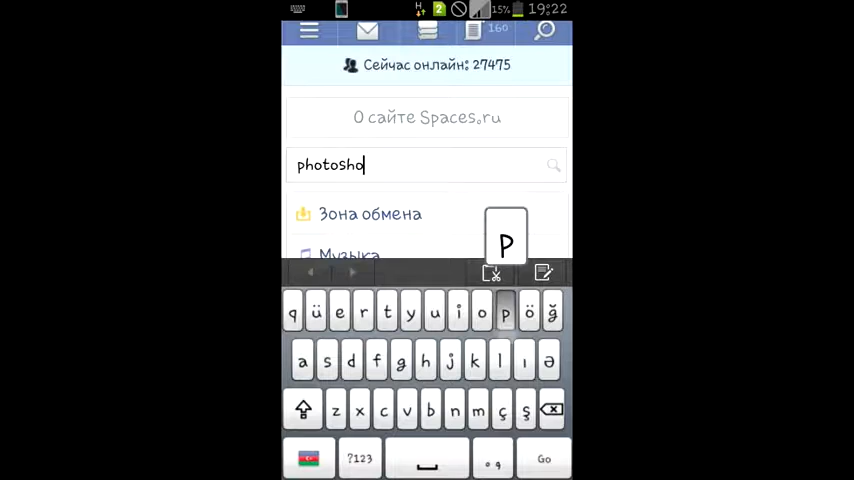 H 2 15% 19:22
160
Сейчас онлайн: 27475
О сайте Spaces.ru
photosho
Зона обмена
Музыка
p
q ü e r t y u i o p ö ğ
a s d f g h j k l ı ə
z x c v b n m ç ş
?123 Go